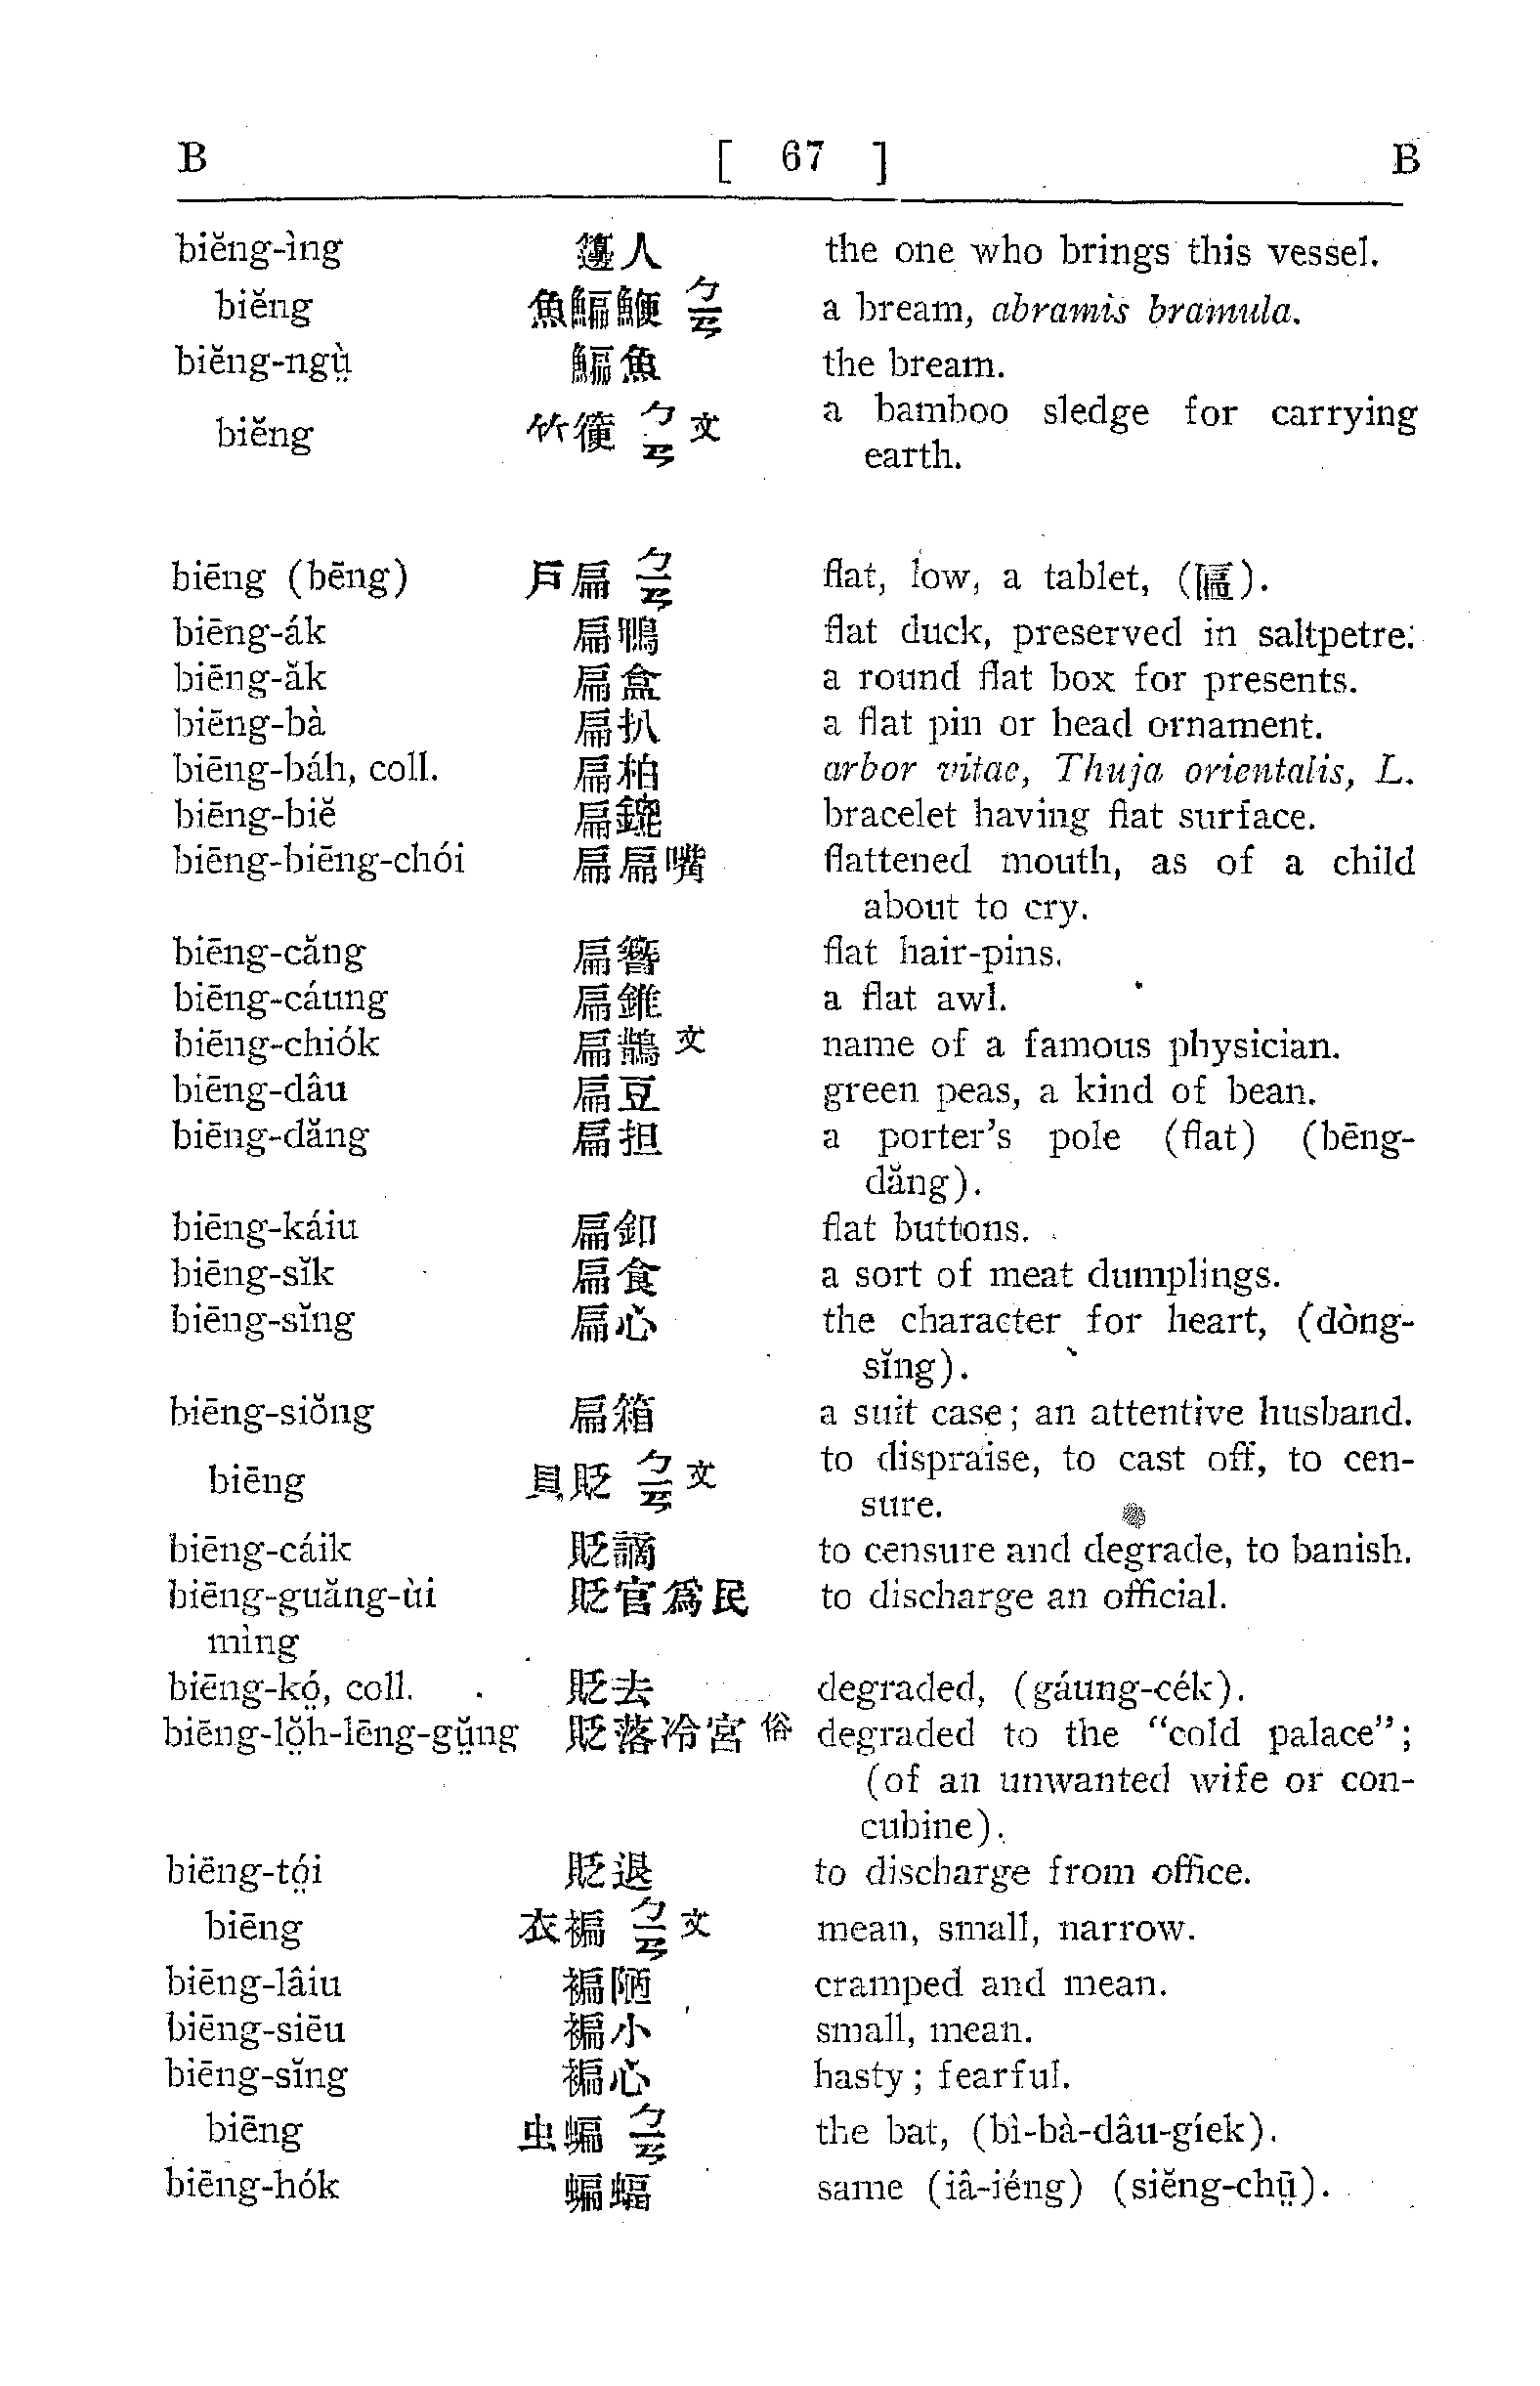 B [ 67 ] B
biĕng-ìng 籩人 the one who brings this vessel.
biĕng 魚鯿鯾 ㄅㄧㄢ a bream, abramis bramula.
biĕng-ngṳ̀ 鯿魚 the bream.
biĕng 竹箯 ㄅㄧㄢ 文 a bamboo sledge for carrying
earth.
biēng (bēng) 戶扁 ㄅㄧㄢ flat, low, a tablet, (匾).
biēng-ák 扁鴨 flat duck, preserved in saltpetre.
biēng-ăk 扁盒 a round flat box for presents.
biēng-bà 扁扒 a flat pin or head ornament.
biēng-báh, coll. 扁柏 arbor vitae, Thuja orientalis, L.
biēng-biĕ 扁 bracelet having flat surface.
biēng-biēng-chói 扁扁嘴 flattened mouth, as of a child
about to cry.
biēng-căng 扁簪 flat hair-pins.
biēng-cáung 扁錐 a flat awl.
biēng-chiók 扁鵲 文 name of a famous physician.
biēng-dâu 扁豆 green peas, a kind of bean.
biēng-dăng 扁担 a porter's pole (flat) (bēng-
dăng).
biēng-káiu 扁釦 flat buttons.
biēng-sĭk 扁食 a sort of meat dumplings.
biēng-sĭng 扁心 the character for heart, (dòng-
sĭng).
biēng-siŏng 扁箱 a suit case; an attentive husband.
biēng 貝貶 ㄅㄧㄢ 文 to dispraise, to cast off, to cen-
sure.
biēng-cáik 貶謫 to censure and degrade, to banish.
biēng-guăng-ùi 貶官爲民 to discharge an official.
mìng
biēng-kó̤, coll. 貶去 degraded, (gáung-cék).
biēng-lŏ̤h-lēng-gṳ̆ng 貶落冷宮 俗 degraded to the "cold palace";
(of an unwanted wife or con-
cubine).
biēng-tó̤i 貶退 to discharge from office.
biēng 衣褊 ㄅㄧㄢ 文 mean, small, narrow.
biēng-lâiu 褊陋 cramped and mean.
biēng-siēu 褊小 small, mean.
biēng-sĭng 褊心 hasty; fearful.
biēng 虫蝙 ㄅㄧㄢ the bat, (bì-bà-dâu-gíek).
biēng-hók 蝙蝠 same (iâ-iéng) (siĕng-chṳ̄).